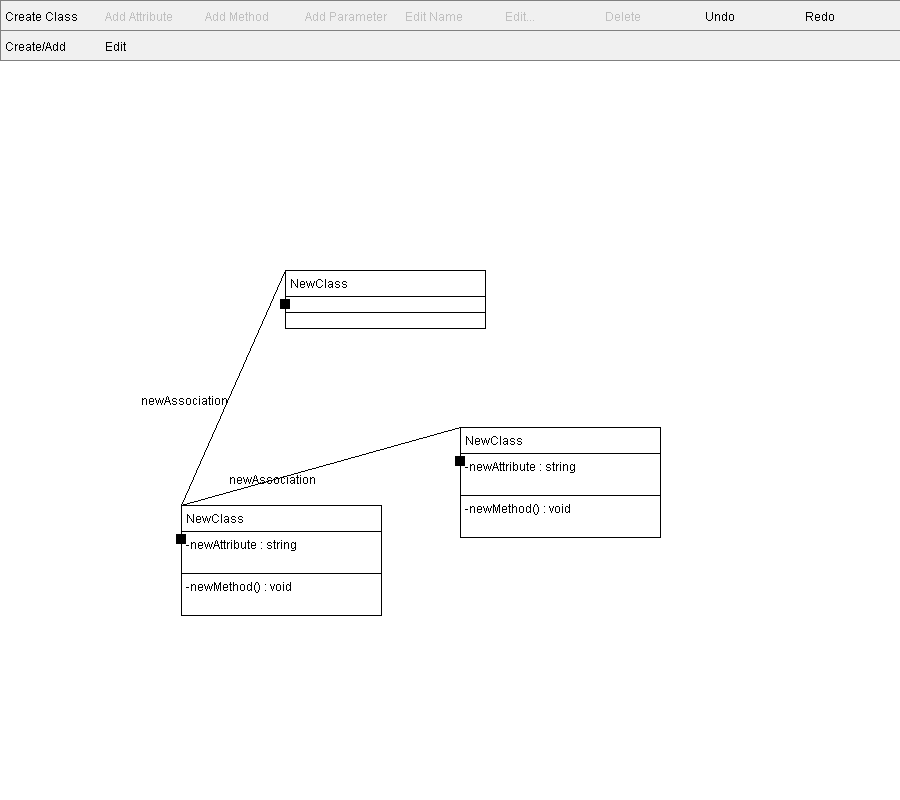 Create Class Add Attribute Add Method Add Parameter Edit Name Edit... Delete Undo Redo
Create/Add Edit
NewClass
newAssociation
NewClass
-newAttribute : string
-newMethod() : void
newAssociation
NewClass
-newAttribute : string
-newMethod() : void